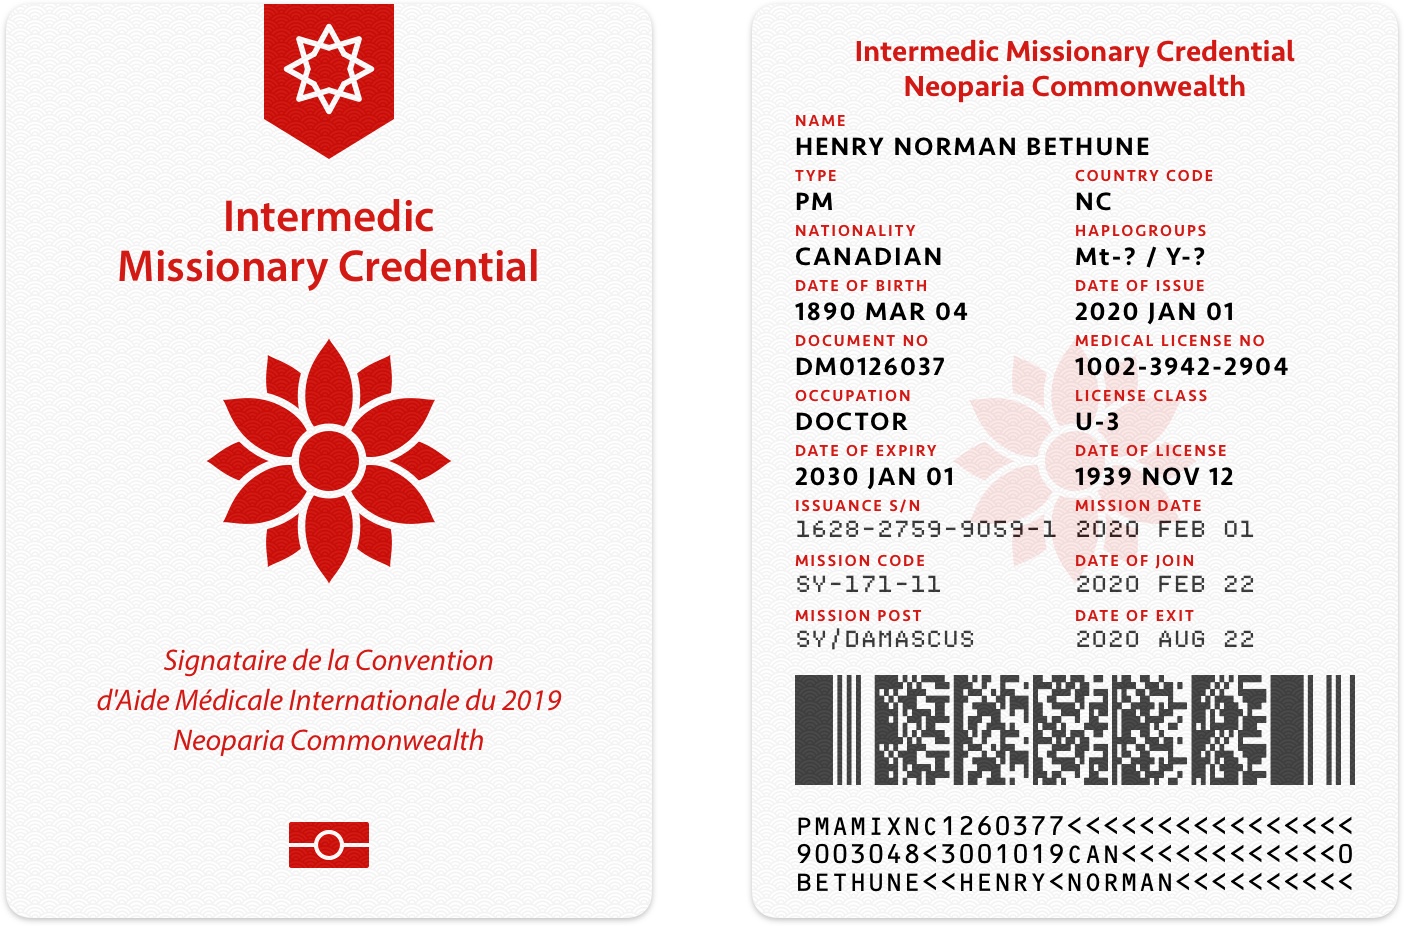 Intermedic
Missionary Credential
Signataire de la Convention
d'Aide Médicale Internationale du 2019
Neoparia Commonwealth
Intermedic Missionary Credential
Neoparia Commonwealth
NAME
HENRY NORMAN BETHUNE
TYPE COUNTRY CODE
PM NC
NATIONALITY HAPLOGROUPS
CANADIAN Mt-? / Y-?
DATE OF BIRTH DATE OF ISSUE
1890 MAR 04 2020 JAN 01
DOCUMENT NO MEDICAL LICENSE NO
DM0126037 1002-3942-2904
OCCUPATION LICENSE CLASS
DOCTOR U-3
DATE OF EXPIRY DATE OF LICENSE
2030 JAN 01 1939 NOV 12
ISSUANCE S/N MISSION DATE
1628-2759-9059-1 2020 FEB 01
MISSION CODE DATE OF JOIN
SY-171-11 2020 FEB 22
MISSION POST DATE OF EXIT
SY/DAMASCUS 2020 AUG 22
PMAMIXNC1260377<<<<<<<<<<<<<<<<
9003048<3001019CAN<<<<<<<<<<<<0
BETHUNE<<HENRY<NORMAN<<<<<<<<<<